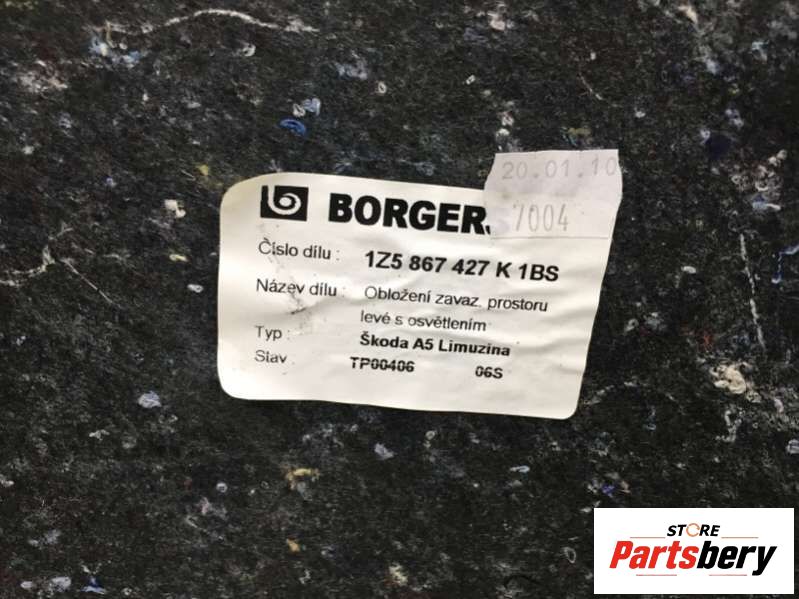 20.01.10
7004
BORGERS
Číslo dílu : 1Z5 867 427 K 1BS
Název dílu : Obložení zavaz. prostoru
levé s osvětlením
Typ : Škoda A5 Limuzina
Stav : TP00406 06S
STORE
Partsbery